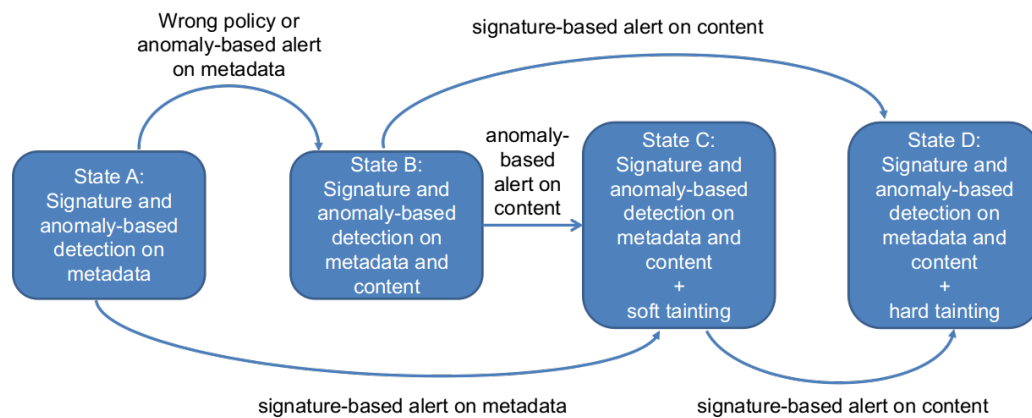 Wrong policy or
anomaly-based alert
on metadata
signature-based alert on content
State A:
Signature and
anomaly-based
detection on
metadata
State B:
Signature and
anomaly-based
detection on
metadata and
content
anomaly-
based
alert on
content
State C:
Signature and
anomaly-based
detection on
metadata and
content
+
soft tainting
State D:
Signature and
anomaly-based
detection on
metadata and
content
+
hard tainting
signature-based alert on metadata
signature-based alert on content